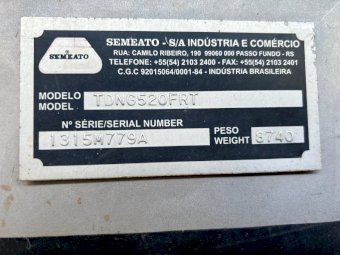 SEMEATO
SEMEATO - S/A INDÚSTRIA E COMÉRCIO
RUA: CAMILO RIBEIRO, 190 99060 000 PASSO FUNDO - RS
TELEFONE: +55(54) 2103 2400 - FAX: +55(54) 2103 2401
C.G.C 92015064/0001-84 - INDÚSTRIA BRASILEIRA
MODELO
MODEL
TDNG520FRT
Nº SÉRIE/SERIAL NUMBER
1315M779A
PESO
WEIGHT
8740